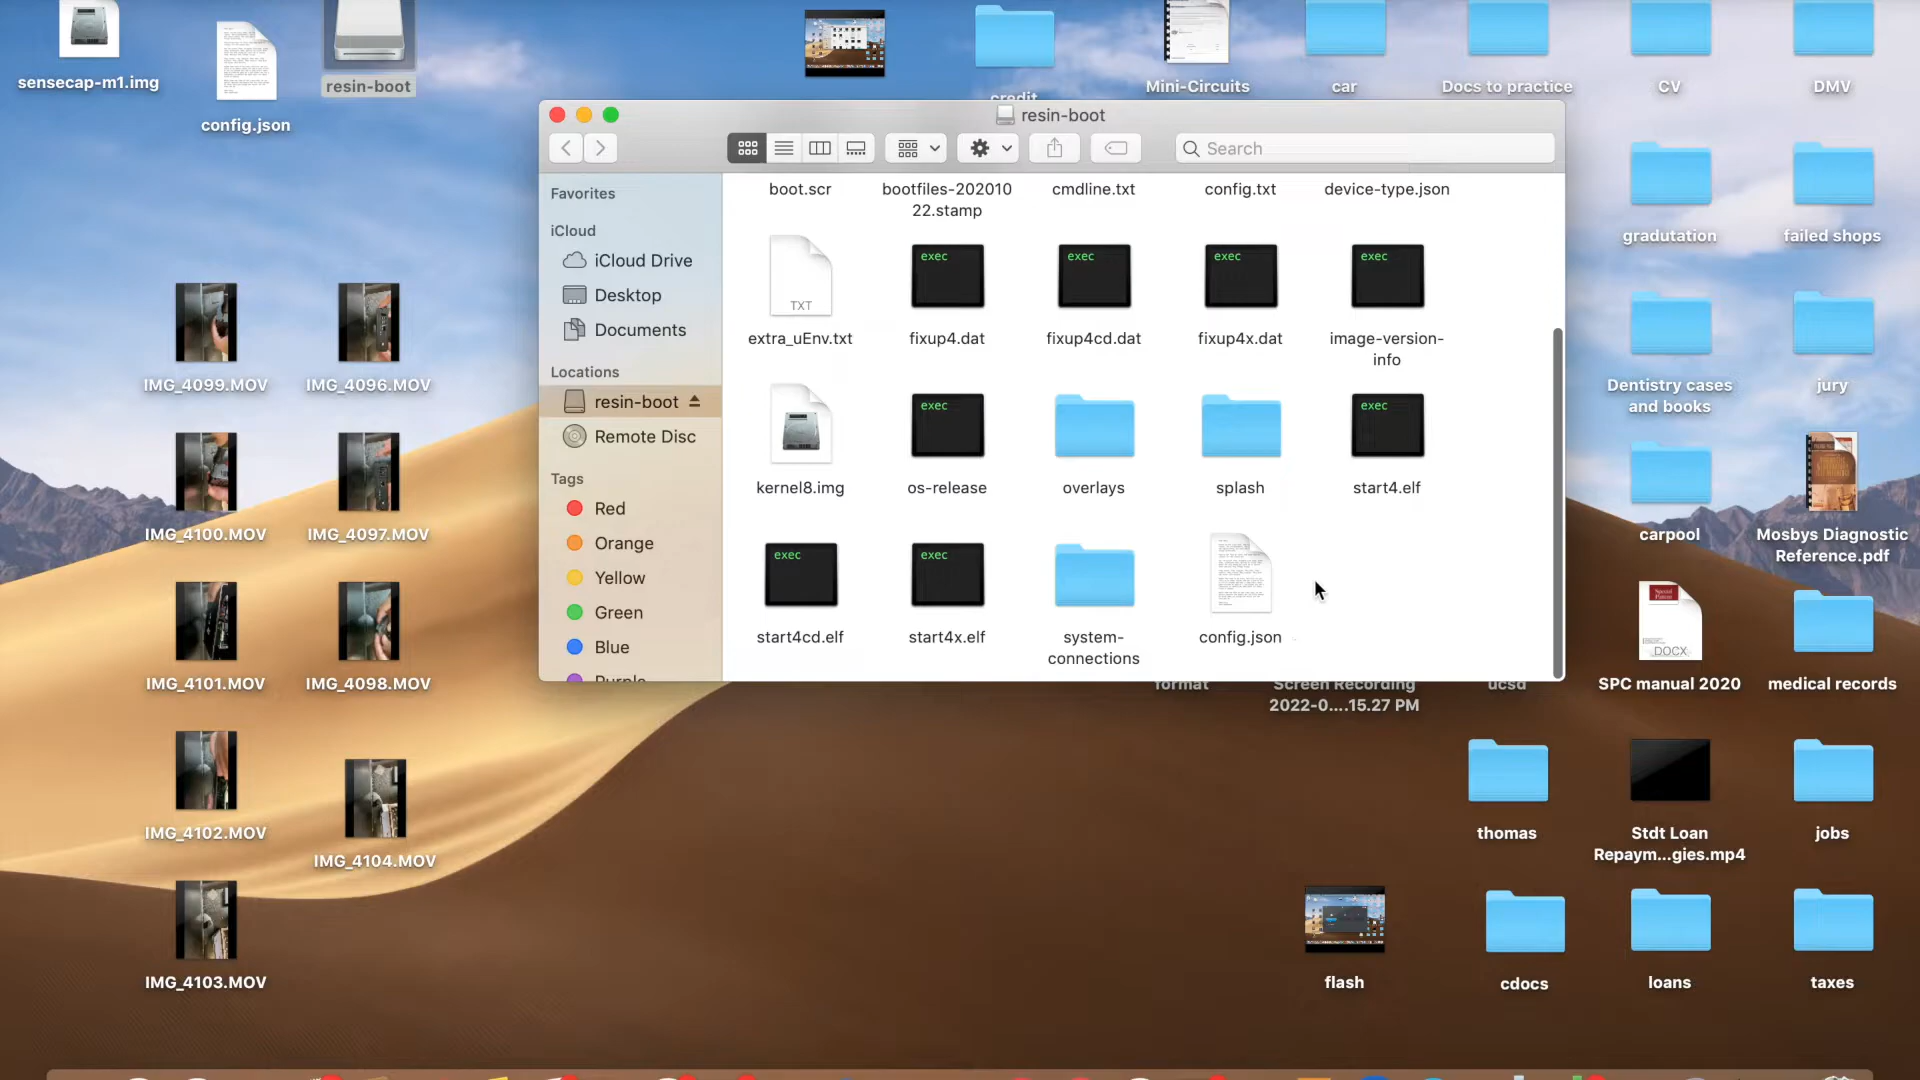 sensecap-m1.img
config.json
resin-boot
credit
Mini-Circuits
car
Docs to practice
CV
DMV
resin-boot
Search
Favorites
iCloud
iCloud Drive
Desktop
Documents
Locations
resin-boot
Remote Disc
Tags
Red
Orange
Yellow
Green
Blue
Purple
boot.scr
bootfiles-202010
22.stamp
cmdline.txt
config.txt
device-type.json
TXT
extra_uEnv.txt
exec
fixup4.dat
exec
fixup4cd.dat
exec
fixup4x.dat
exec
image-version-
info
kernel8.img
exec
os-release
overlays
splash
exec
start4.elf
exec
start4cd.elf
exec
start4x.elf
system-
connections
config.json
gradutation
failed shops
Dentistry cases
and books
jury
carpool
Mosbys Diagnostic
Reference.pdf
DOCX
SPC manual 2020
medical records
format
Screen Recording
2022-0....15.27 PM
ucsd
thomas
Stdt Loan
Repaym...gies.mp4
jobs
flash
cdocs
loans
taxes
IMG_4099.MOV
IMG_4096.MOV
IMG_4100.MOV
IMG_4097.MOV
IMG_4101.MOV
IMG_4098.MOV
IMG_4102.MOV
IMG_4104.MOV
IMG_4103.MOV